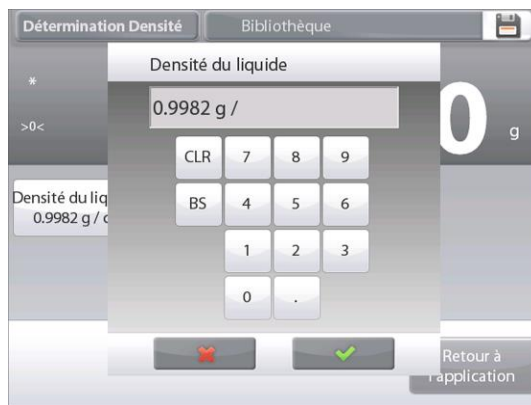 Détermination Densité
Bibliothèque
Densité du liquide
*
0.9982 g /
0
>0<
g
CLR 7 8 9
Densité du liq
BS 4 5 6
0.9982 g / c
1 2 3
0 .
Retour à
l'application